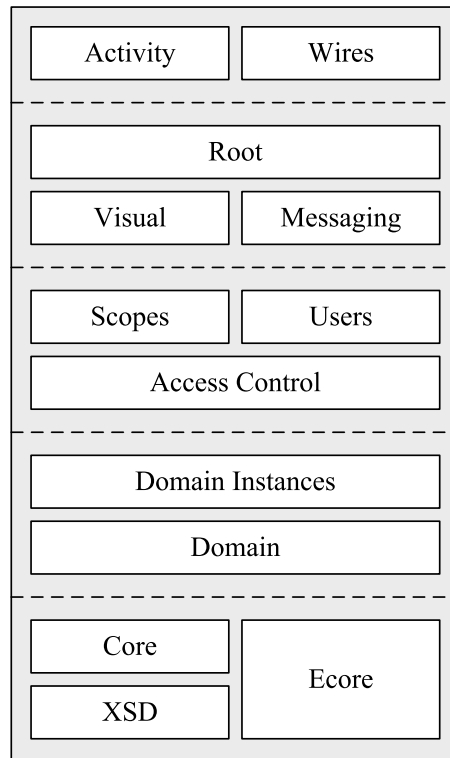 Activity
Wires
Root
Visual
Messaging
Scopes
Users
Access Control
Domain Instances
Domain
Core
Ecore
XSD